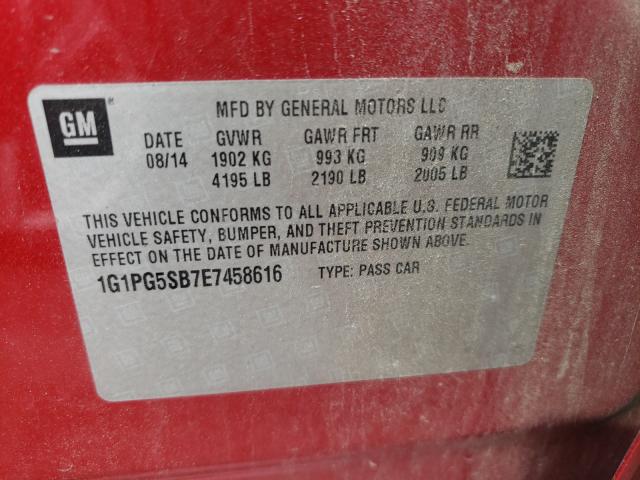 GM
MFD BY GENERAL MOTORS LLC
DATE GVWR GAWR FRT GAWR RR
08/14 1902 KG 993 KG 909 KG
4195 LB 2190 LB 2005 LB
THIS VEHICLE CONFORMS TO ALL APPLICABLE U.S. FEDERAL MOTOR
VEHICLE SAFETY, BUMPER, AND THEFT PREVENTION STANDARDS IN
EFFECT ON THE DATE OF MANUFACTURE SHOWN ABOVE.
1G1PG5SB7E7458616 TYPE: PASS CAR